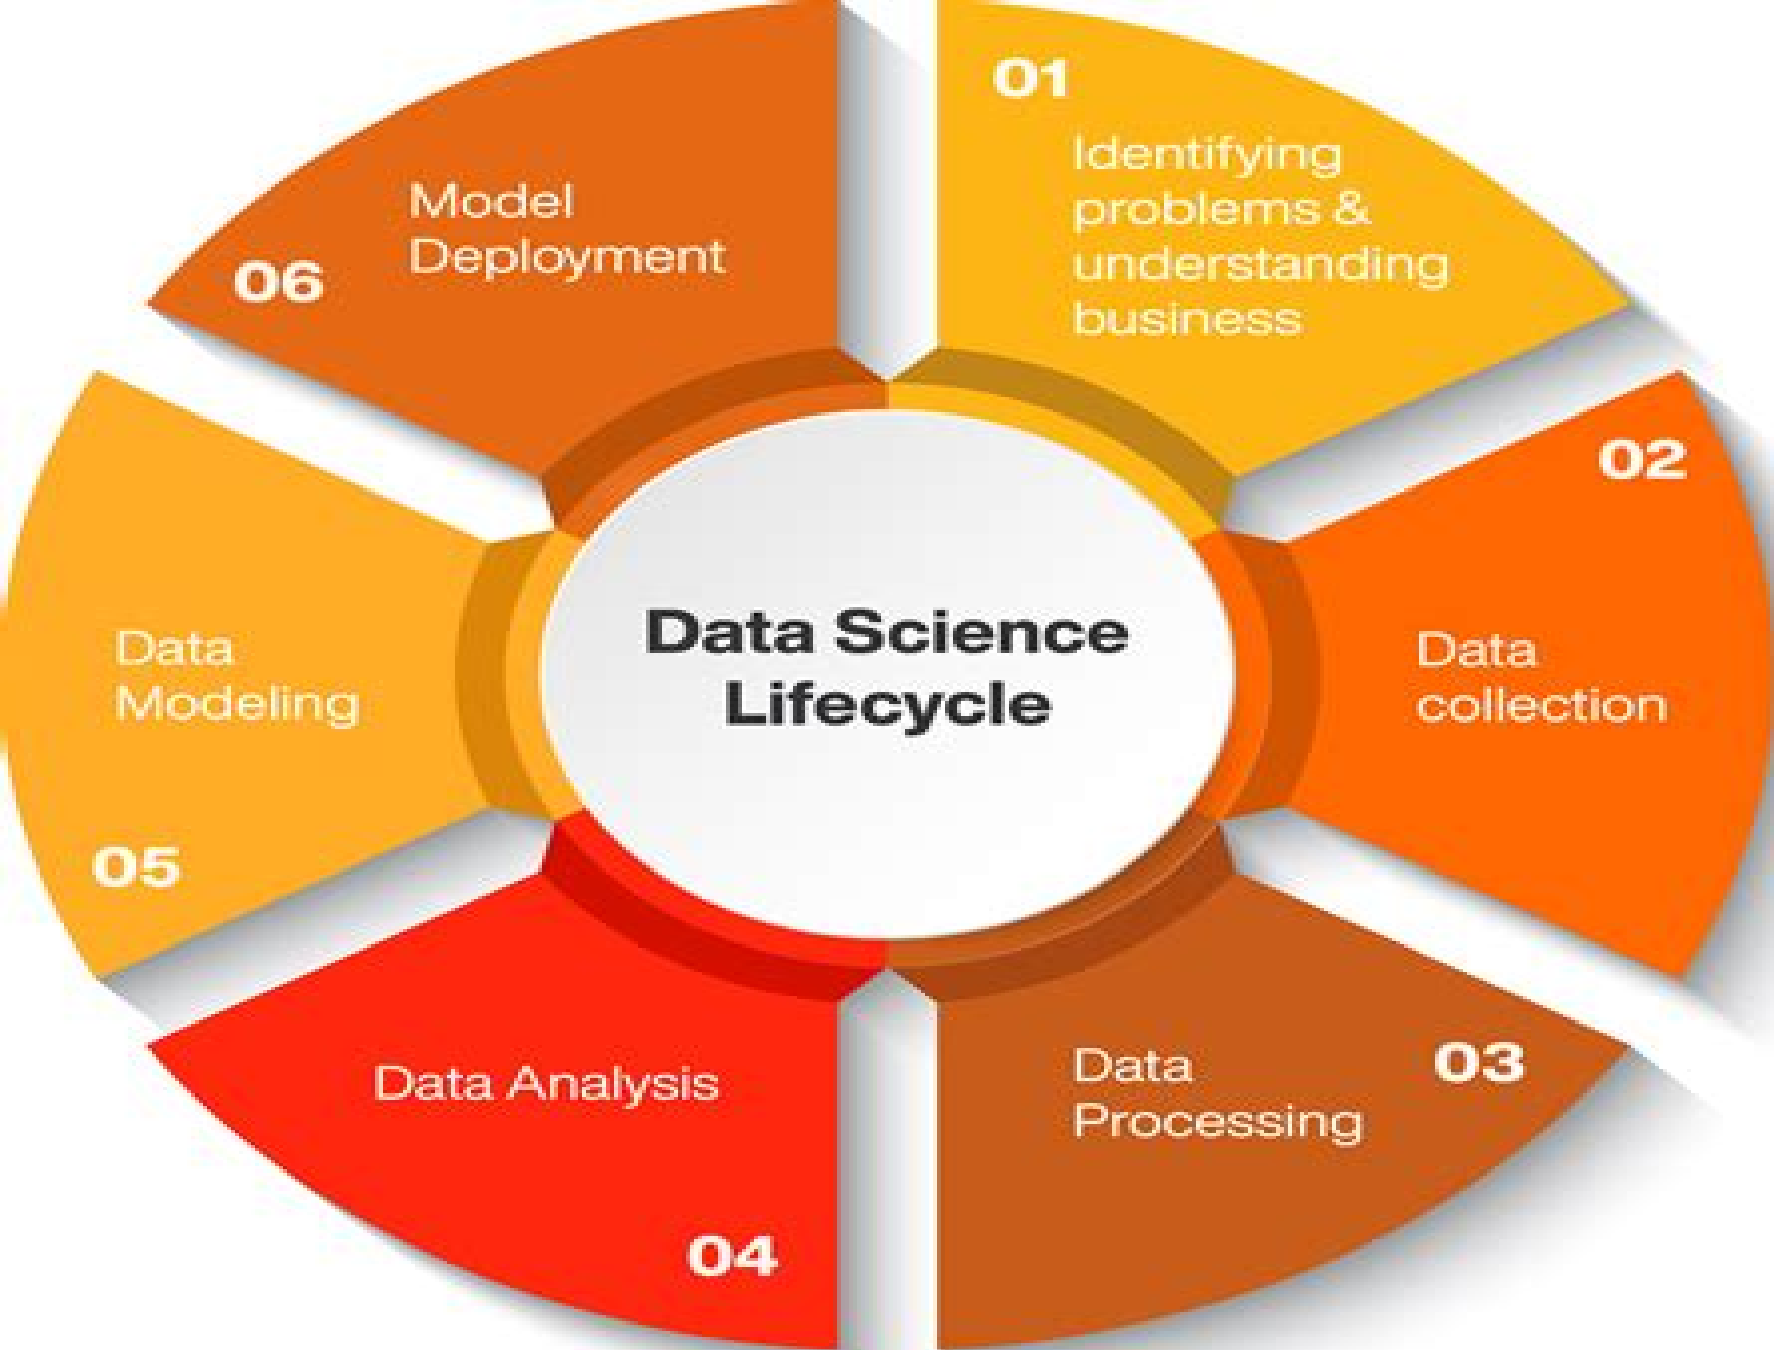 01
Identifying
problems &
understanding
business
02
Data
collection
03
Data
Processing
04
Data Analysis
05
Data
Modeling
06
Model
Deployment
Data Science
Lifecycle